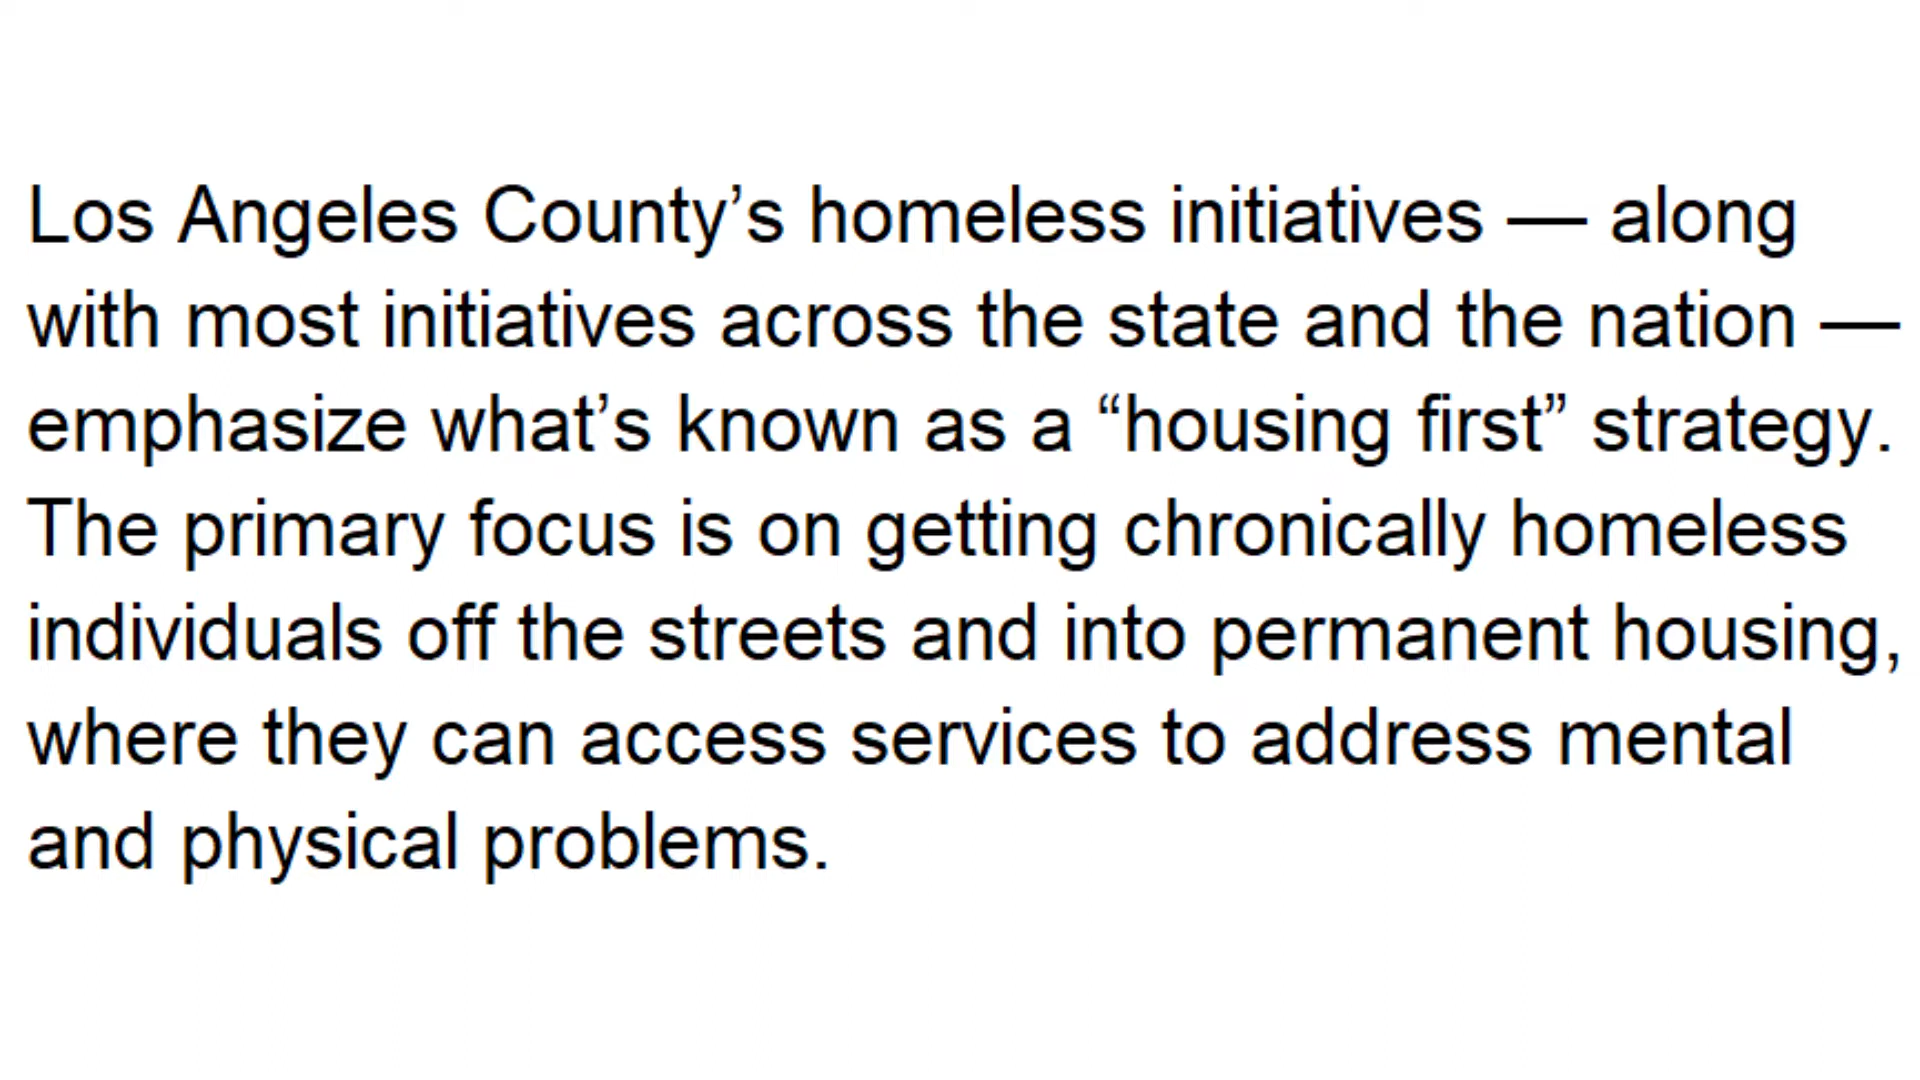 Los Angeles County’s homeless initiatives — along
with most initiatives across the state and the nation —
emphasize what’s known as a “housing first” strategy.
The primary focus is on getting chronically homeless
individuals off the streets and into permanent housing,
where they can access services to address mental
and physical problems.